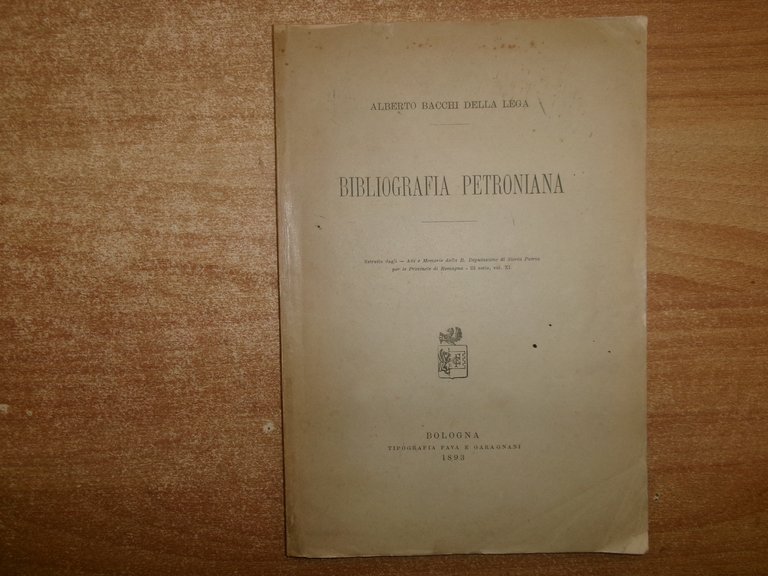 ALBERTO BACCHI DELLA LEGA
BIBLIOGRAFIA PETRONIANA
Estratto dagli — Atti e Memorie della R. Deputazione di Storia Patria
per le Provincie di Romagna - III serie, vol. XI.
BOLOGNA
TIPOGRAFIA FAVA E GARAGNANI
1893